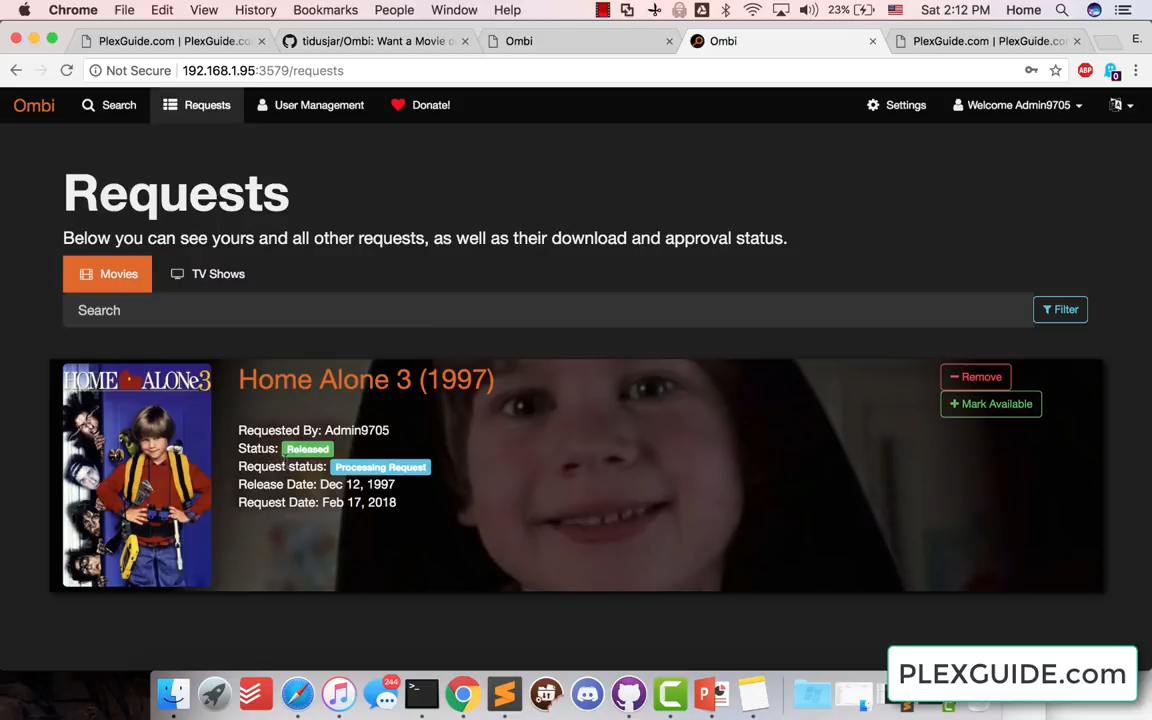 Chrome File Edit View History Bookmarks People Window Help 23% Sat 2:12 PM Home
PlexGuide.com | PlexGuide.co
tidusjar/Ombi: Want a Movie o
Ombi
Ombi
PlexGuide.com | PlexGuide.co
E.
Not Secure 192.168.1.95:3579/requests ABP 0
Ombi Search Requests User Management Donate! Settings Welcome Admin9705
Requests
Below you can see yours and all other requests, as well as their download and approval status.
Movies TV Shows
Search Filter
HOME ALONe3
Home Alone 3 (1997)
Remove
Mark Available
Requested By: Admin9705
Status: Released
Request status: Processing Request
Release Date: Dec 12, 1997
Request Date: Feb 17, 2018
PLEXGUIDE.com
244